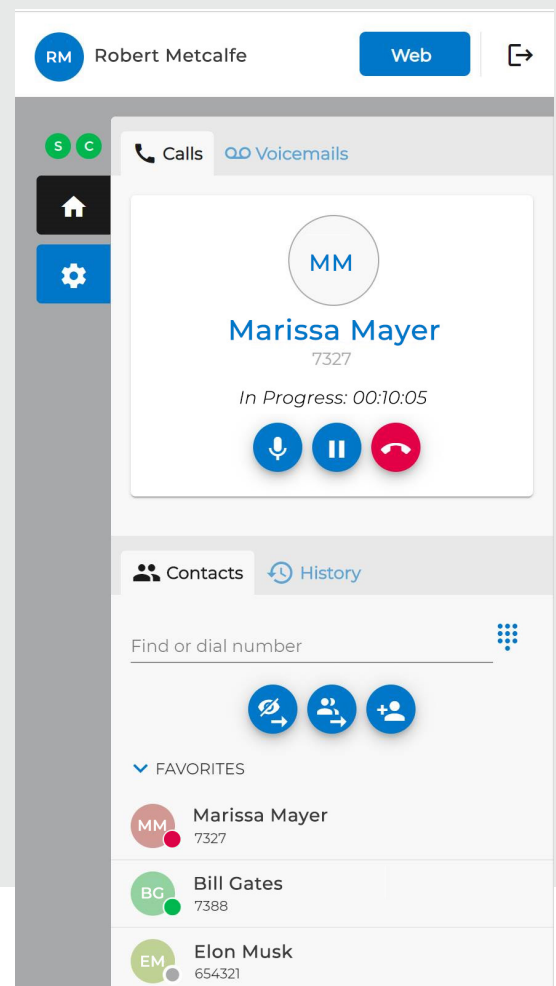 RM Robert Metcalfe Web
S C
Calls Voicemails
MM
Marissa Mayer
7327
In Progress: 00:10:05
Contacts History
Find or dial number
FAVORITES
MM Marissa Mayer
7327
BG Bill Gates
7388
EM Elon Musk
654321